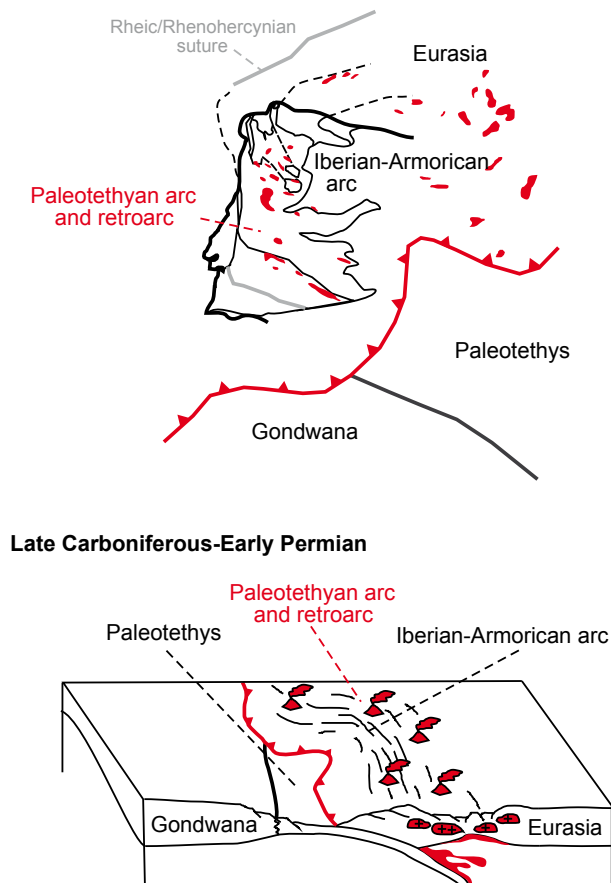 Rheic/Rhenohercynian
suture
Eurasia
Iberian-Armorican
arc
Paleotethyan arc
and retroarc
Paleotethys
Gondwana
Late Carboniferous-Early Permian
Paleotethyan arc
and retroarc
Paleotethys
Iberian-Armorican arc
Gondwana
Eurasia